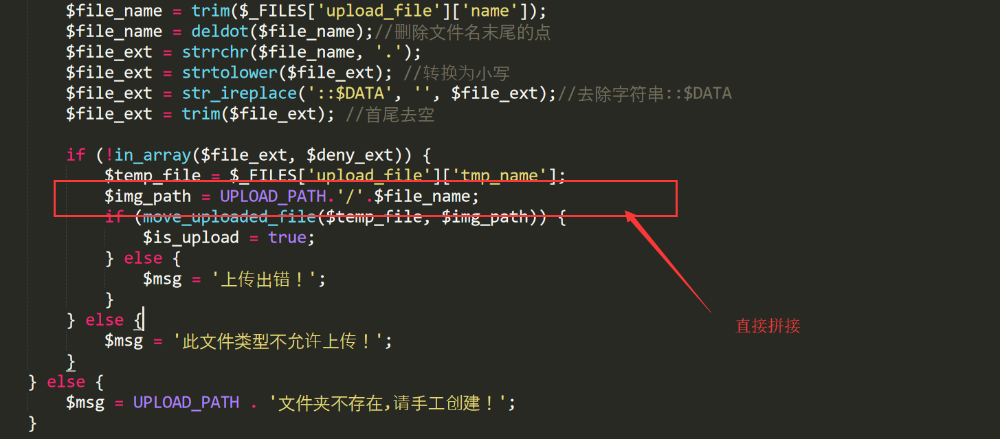 $file_name = trim($_FILES['upload_file']['name']);
$file_name = deldot($file_name);//删除文件名末尾的点
$file_ext = strrchr($file_name, '.');
$file_ext = strtolower($file_ext); //转换为小写
$file_ext = str_ireplace('::$DATA', '', $file_ext);//去除字符串::$DATA
$file_ext = trim($file_ext); //首尾去空
if (!in_array($file_ext, $deny_ext)) {
$temp_file = $_FILES['upload_file']['tmp_name'];
$img_path = UPLOAD_PATH.'/'.$file_name;
if (move_uploaded_file($temp_file, $img_path)) {
$is_upload = true;
} else {
$msg = '上传出错！';
}
} else {
直接拼接
$msg = '此文件类型不允许上传！';
}
} else {
$msg = UPLOAD_PATH . '文件夹不存在,请手工创建！';
}